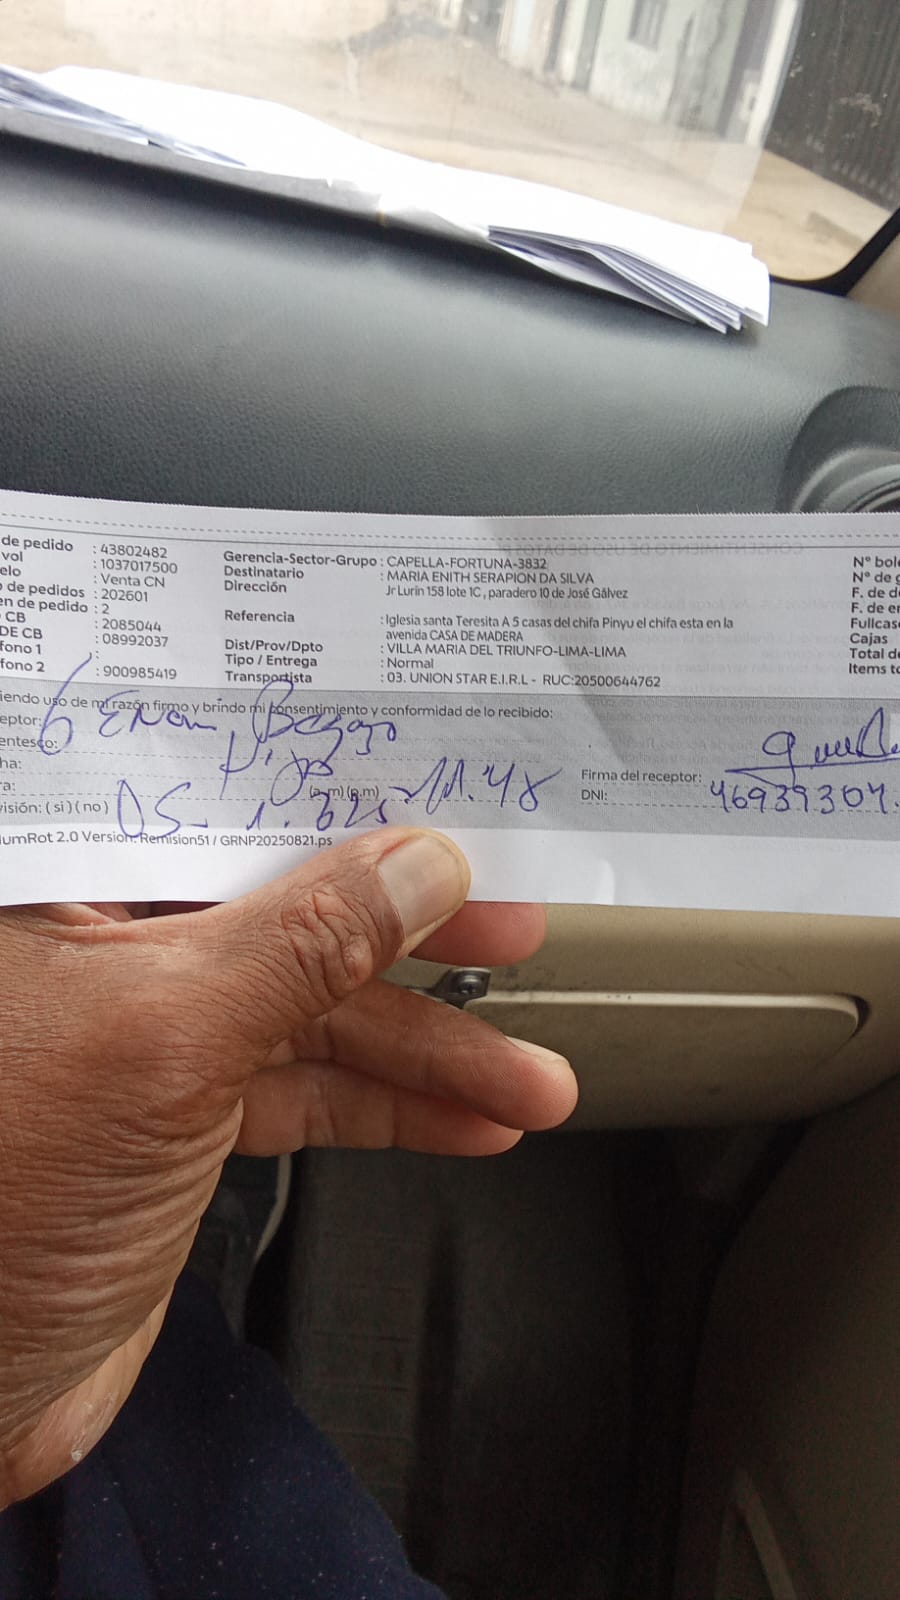 de pedido : 43802482
vol : 1037017500
elo : Venta CN
de pedidos : 202601
en de pedido : 2
CB : 2085044
DE CB : 08992037
fono 1 :
fono 2 : 900985419
Gerencia-Sector-Grupo : CAPELLA-FORTUNA-3832
Destinatario : MARIA ENITH SERAPION DA SILVA
Dirección Jr Lurín 158 lote 1C, paradero 10 de José Gálvez
Referencia : Iglesia santa Teresita A 5 casas del chifa Pinyu el chifa esta en la
avenida CASA DE MADERA
Dist/Prov/Dpto : VILLA MARIA DEL TRIUNFO-LIMA-LIMA
Tipo / Entrega : Normal
Transportista : 03. UNION STAR E.I.R.L - RUC:20500644762
N° bol
N° de g
F. de d
F. de e
Fullcas
Cajas
Total de
Items to
iendo uso de mi razón firmo y brindo mi consentimiento y conformidad de lo recibido:
eptor:
entesco:
ha:
ra: (a.m) (p.m) 11.48
visión: ( si ) ( no )
Firma del receptor:
DNI: 46939304
umRot 2.0 Version: Remision51 / GRNP20250821.ps